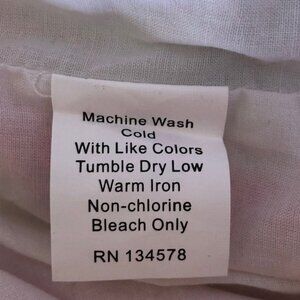 Machine Wash
Cold
With Like Colors
Tumble Dry Low
Warm Iron
Non-chlorine
Bleach Only
RN 134578